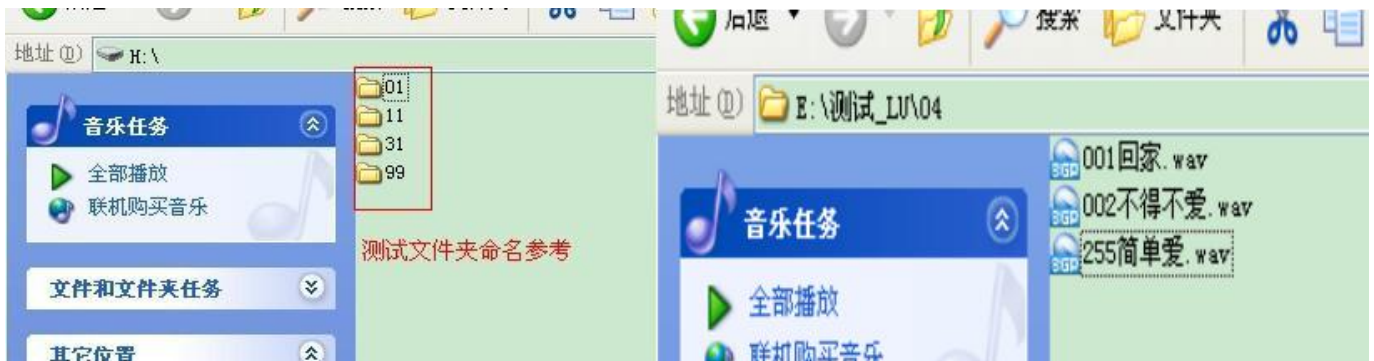 地址(D) H:\
01
11
31
99
音乐任务
全部播放
联机购买音乐
测试文件夹命名参考
文件和文件夹任务
其它位置
后退
搜索
文件夹
地址(D) E:\测试_LU\04
001回家.wav
002不得不爱.wav
255简单爱.wav
音乐任务
全部播放
联机购买音乐